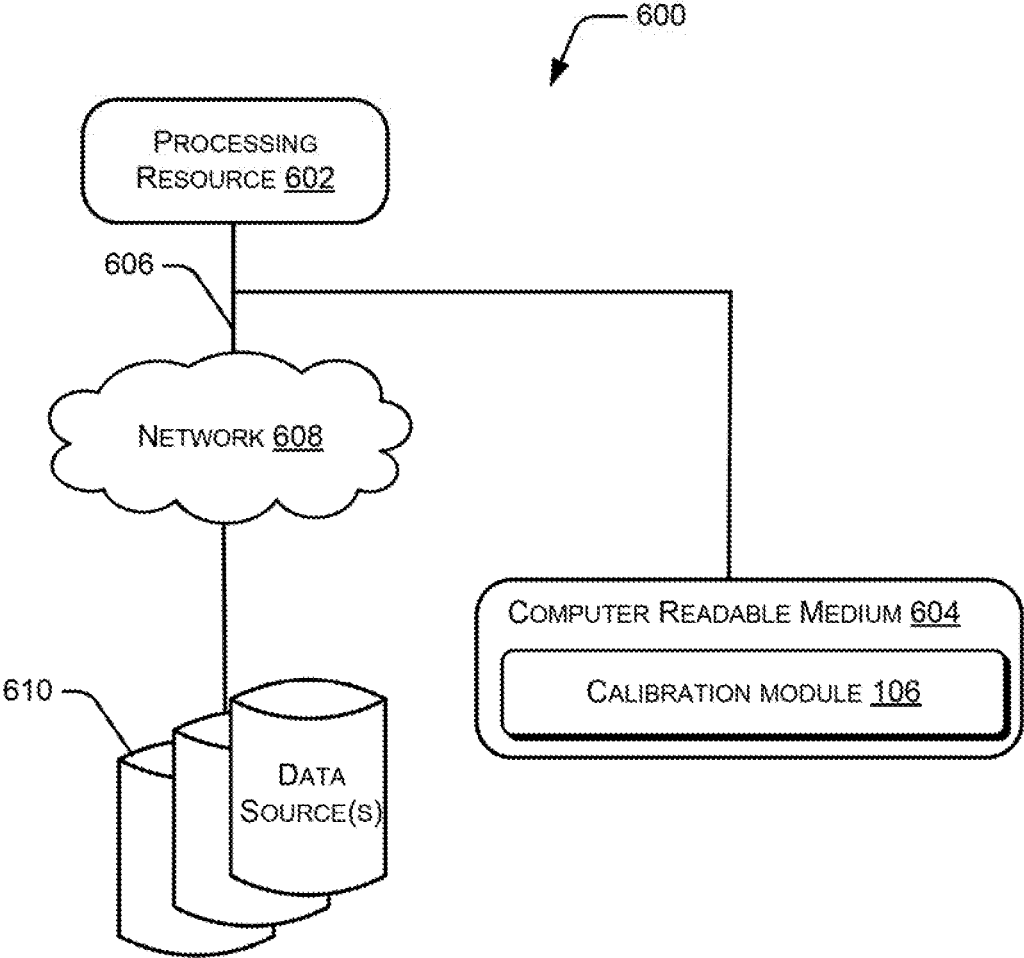 600
PROCESSING
RESOURCE 602
606
NETWORK 608
COMPUTER READABLE MEDIUM 604
CALIBRATION MODULE 106
610
DATA
SOURCE(S)